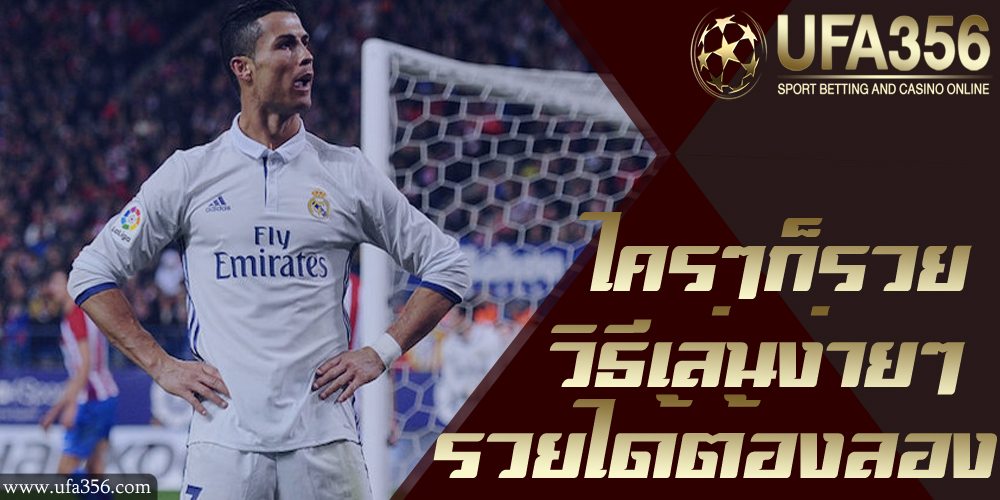 UFA356
SPORT BETTING AND CASINO ONLINE
ใครๆก็รวย
วิธีเล่นง่ายๆ
รวยได้ต้องลอง
adidas
LaLiga
Fly
Emirates
www.ufa356.com